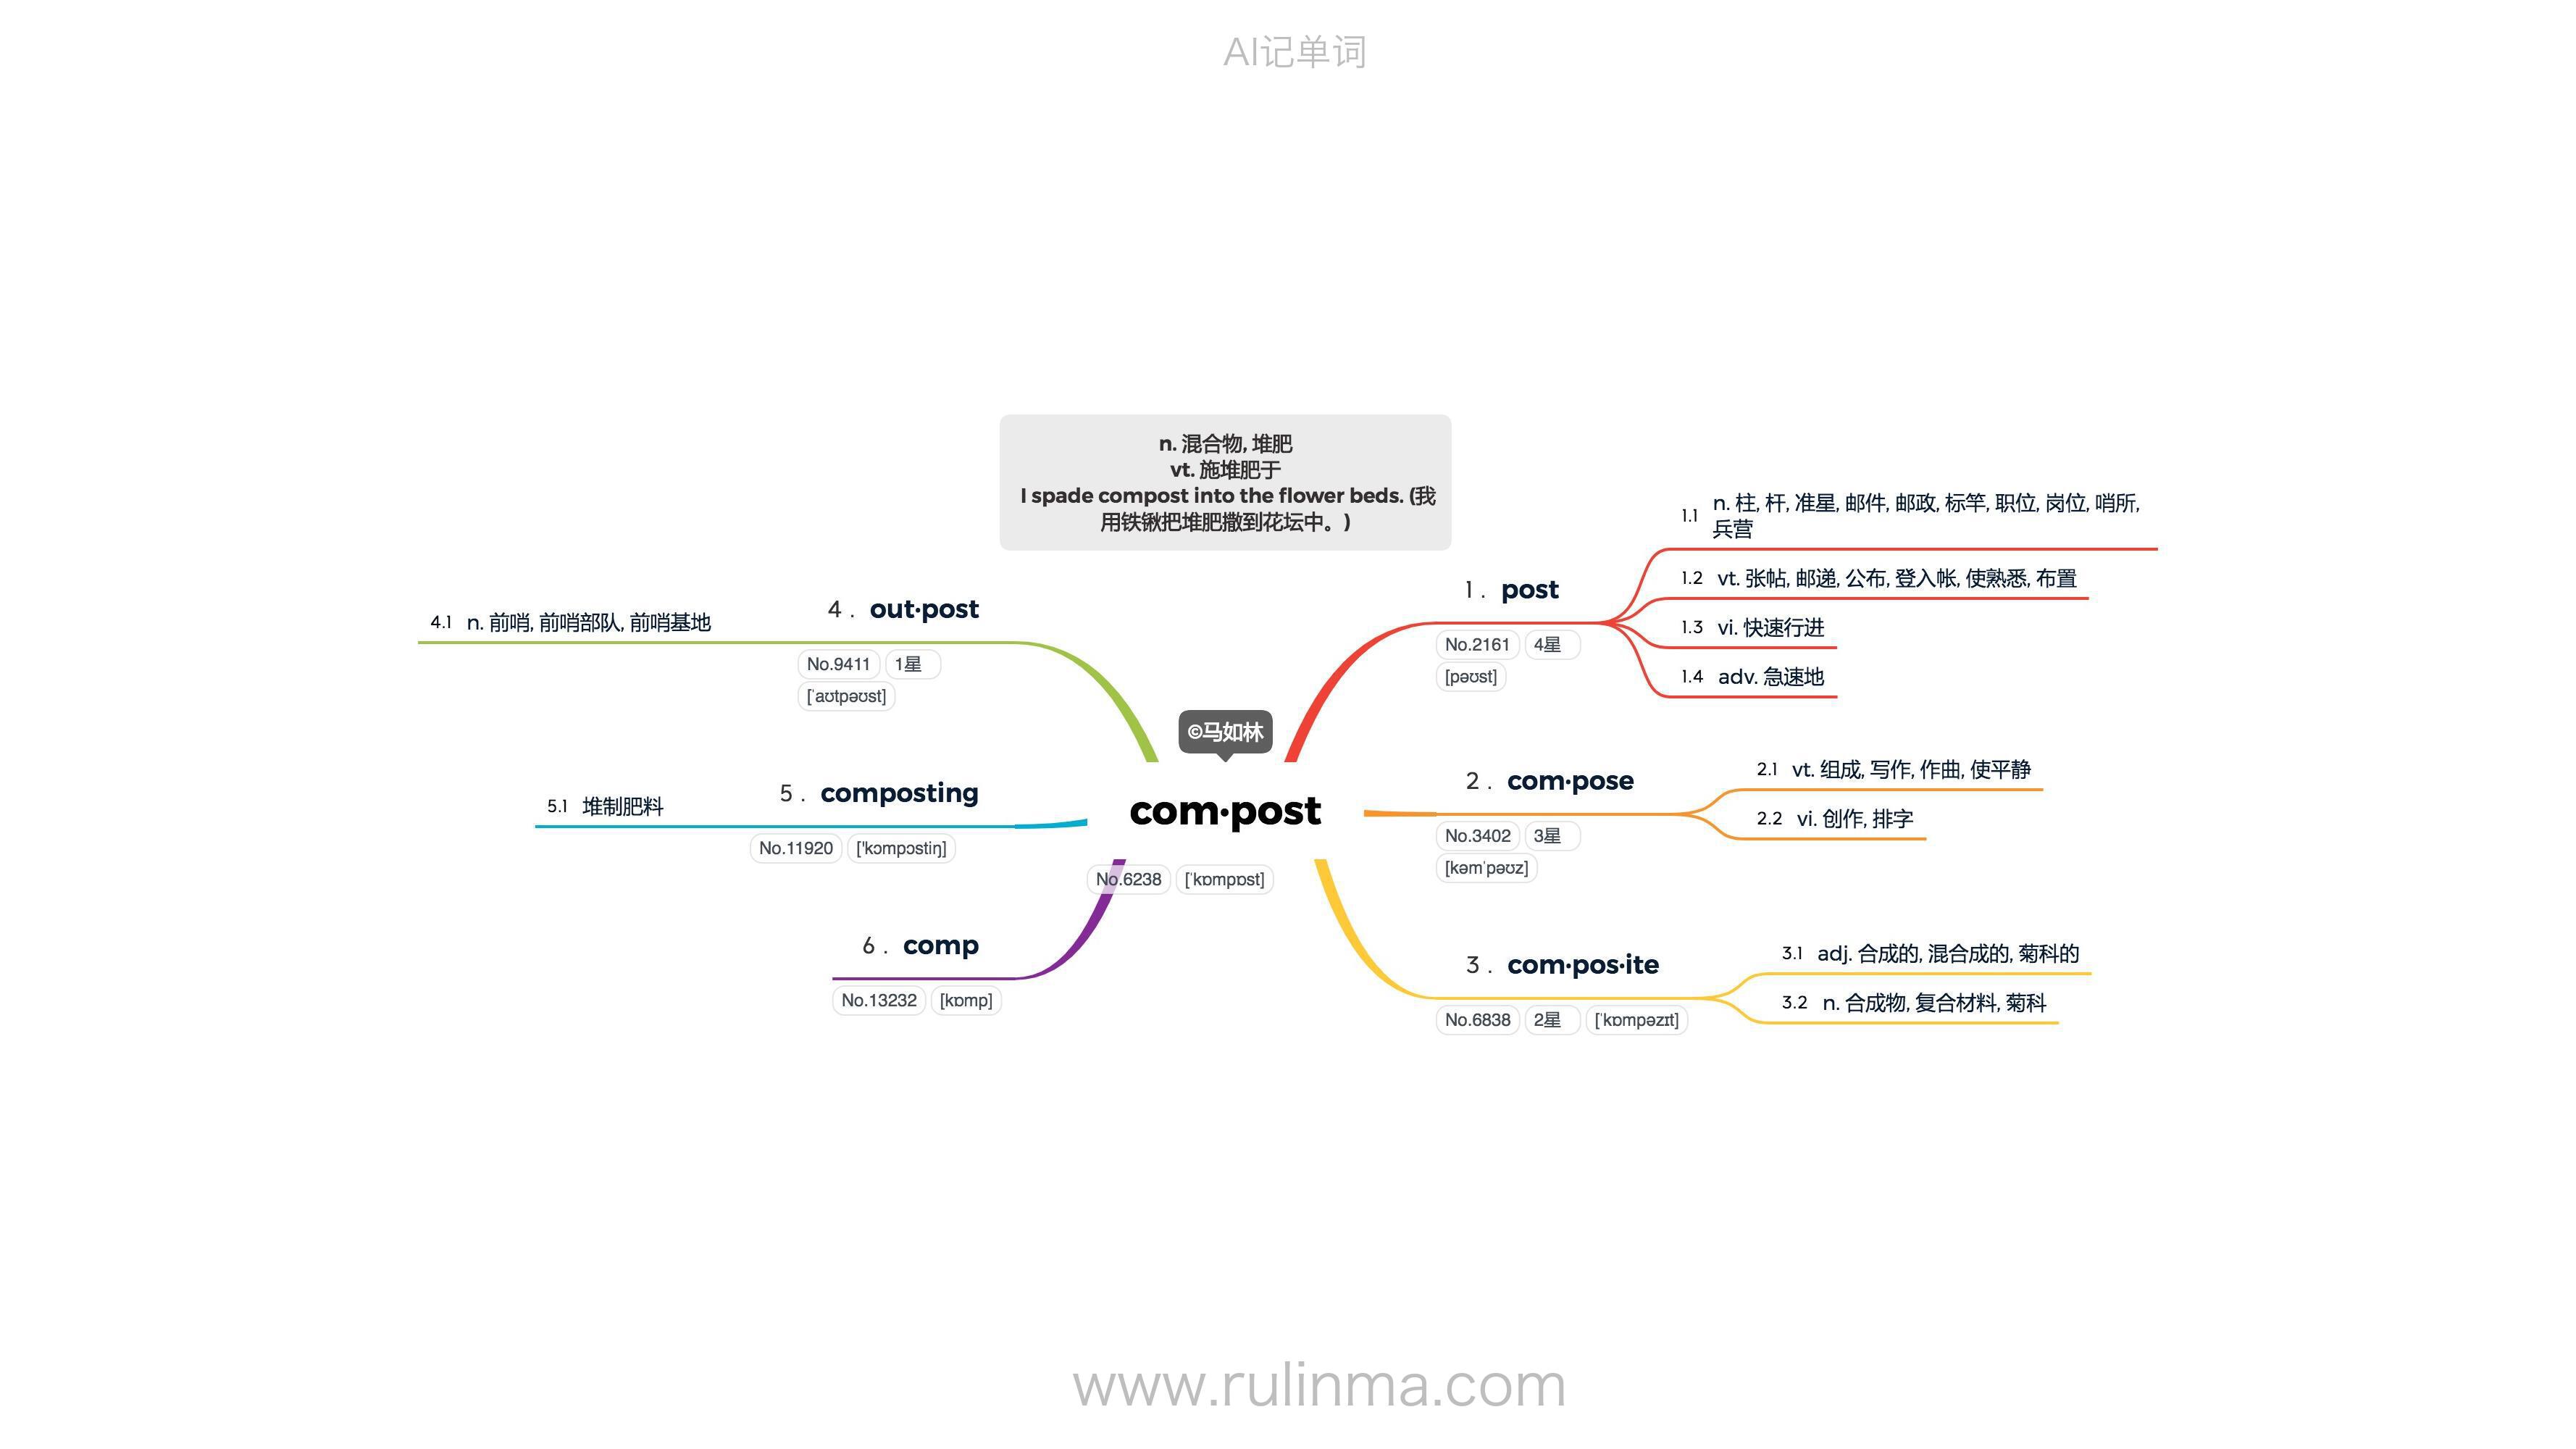 AI记单词
n. 混合物, 堆肥
vt. 施堆肥于
I spade compost into the flower beds. (我
用铁锹把堆肥撒到花坛中。)
©马如林
com·post
No.6238 [ˈkɒmpɒst]
1. post
No.2161 4星
[pəʊst]
1.1 n. 柱, 杆, 准星, 邮件, 邮政, 标竿, 职位, 岗位, 哨所,
兵营
1.2 vt. 张帖, 邮递, 公布, 登入帐, 使熟悉, 布置
1.3 vi. 快速行进
1.4 adv. 急速地
2. com·pose
No.3402 3星
[kəmˈpəʊz]
2.1 vt. 组成, 写作, 作曲, 使平静
2.2 vi. 创作, 排字
3. com·pos·ite
No.6838 2星 [ˈkɒmpəzɪt]
3.1 adj. 合成的, 混合成的, 菊科的
3.2 n. 合成物, 复合材料, 菊科
4. out·post
No.9411 1星
[ˈaʊtpəʊst]
4.1 n. 前哨, 前哨部队, 前哨基地
5. composting
No.11920 ['kɔmpɔstiŋ]
5.1 堆制肥料
6. comp
No.13232 [kɒmp]
www.rulinma.com